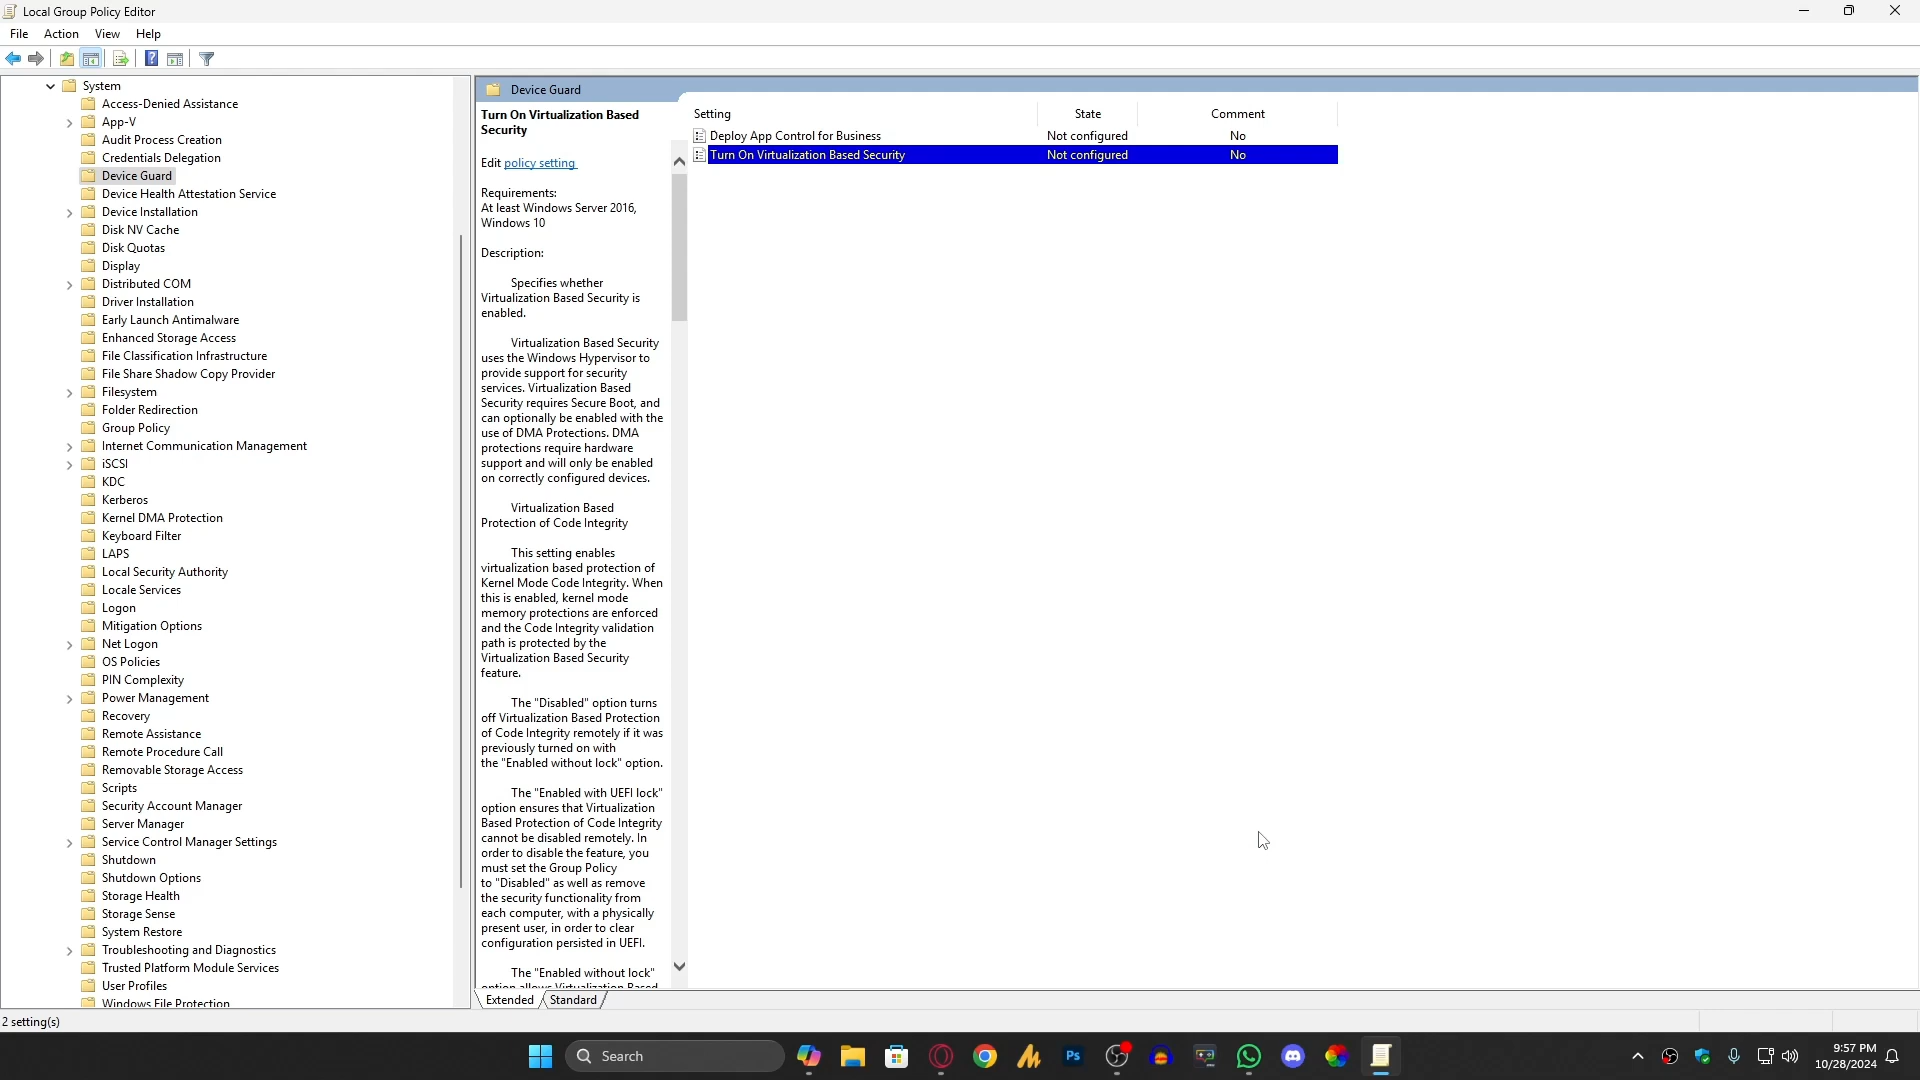 Local Group Policy Editor
File Action View Help
System
Access-Denied Assistance
App-V
Audit Process Creation
Credentials Delegation
Device Guard
Device Health Attestation Service
Device Installation
Disk NV Cache
Disk Quotas
Display
Distributed COM
Driver Installation
Early Launch Antimalware
Enhanced Storage Access
File Classification Infrastructure
File Share Shadow Copy Provider
Filesystem
Folder Redirection
Group Policy
Internet Communication Management
iSCSI
KDC
Kerberos
Kernel DMA Protection
Keyboard Filter
LAPS
Local Security Authority
Locale Services
Logon
Mitigation Options
Net Logon
OS Policies
PIN Complexity
Power Management
Recovery
Remote Assistance
Remote Procedure Call
Removable Storage Access
Scripts
Security Account Manager
Server Manager
Service Control Manager Settings
Shutdown
Shutdown Options
Storage Health
Storage Sense
System Restore
Troubleshooting and Diagnostics
Trusted Platform Module Services
User Profiles
Windows File Protection
Device Guard
Turn On Virtualization Based
Security
Edit policy setting
Requirements:
At least Windows Server 2016,
Windows 10
Description:
Specifies whether
Virtualization Based Security is
enabled.
Virtualization Based Security
uses the Windows Hypervisor to
provide support for security
services. Virtualization Based
Security requires Secure Boot, and
can optionally be enabled with the
use of DMA Protections. DMA
protections require hardware
support and will only be enabled
on correctly configured devices.
Virtualization Based
Protection of Code Integrity
This setting enables
virtualization based protection of
Kernel Mode Code Integrity. When
this is enabled, kernel mode
memory protections are enforced
and the Code Integrity validation
path is protected by the
Virtualization Based Security
feature.
The "Disabled" option turns
off Virtualization Based Protection
of Code Integrity remotely if it was
previously turned on with
the "Enabled without lock" option.
The "Enabled with UEFI lock"
option ensures that Virtualization
Based Protection of Code Integrity
cannot be disabled remotely. In
order to disable the feature, you
must set the Group Policy
to "Disabled" as well as remove
the security functionality from
each computer, with a physically
present user, in order to clear
configuration persisted in UEFI.
The "Enabled without lock"
option allows Virtualization Based
Setting State Comment
Deploy App Control for Business Not configured No
Turn On Virtualization Based Security Not configured No
Extended Standard
2 setting(s)
Search
Ps
9:57 PM
10/28/2024